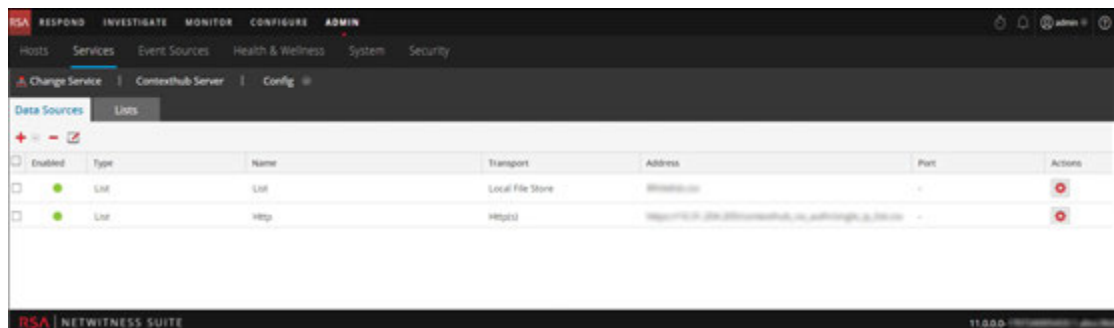 RSA RESPOND INVESTIGATE MONITOR CONFIGURE ADMIN admin
Hosts Services Event Sources Health & Wellness System Security
Change Service | Contexthub Server | Config
Data Sources Lists
Enabled Type Name Transport Address Port Actions
List List Local File Store -
List Http Http(s) -
RSA | NETWITNESS SUITE 11.0.0.0-